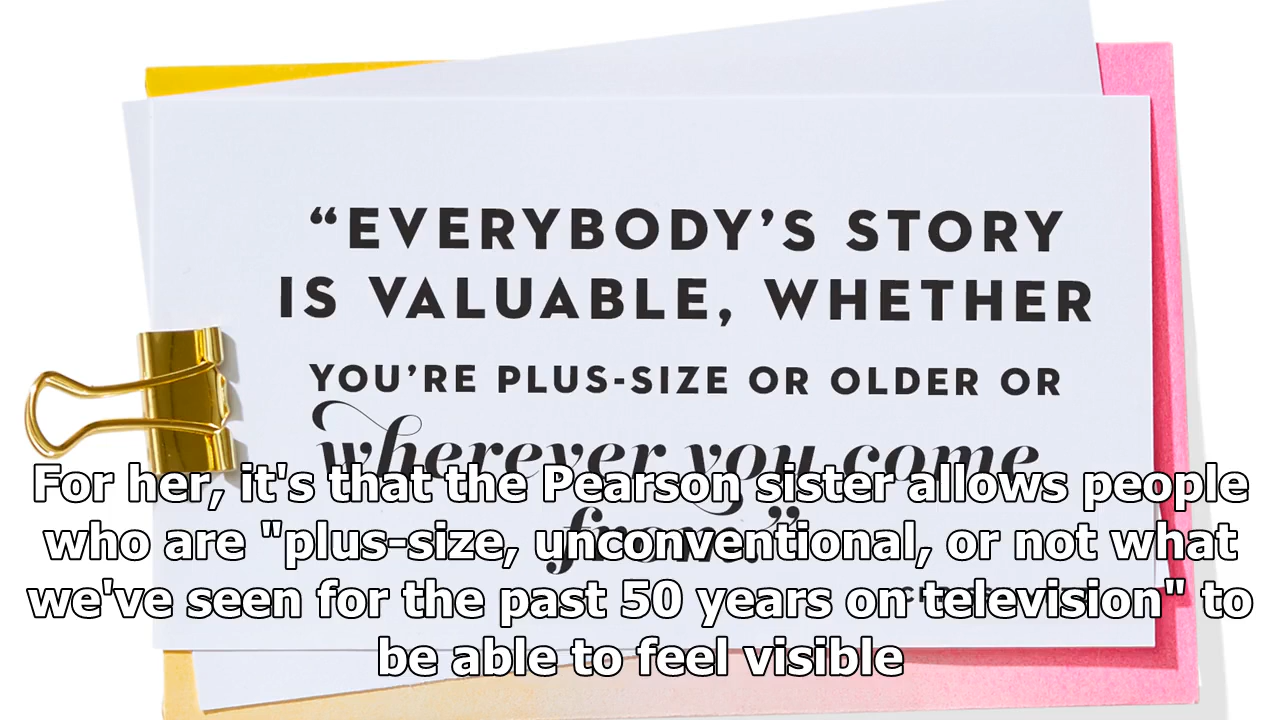 “EVERYBODY’S STORY
IS VALUABLE, WHETHER
YOU’RE PLUS-SIZE OR OLDER OR
wherever you come
from.”
For her, it's that the Pearson sister allows people
who are "plus-size, unconventional, or not what
we've seen for the past 50 years on television" to
be able to feel visible